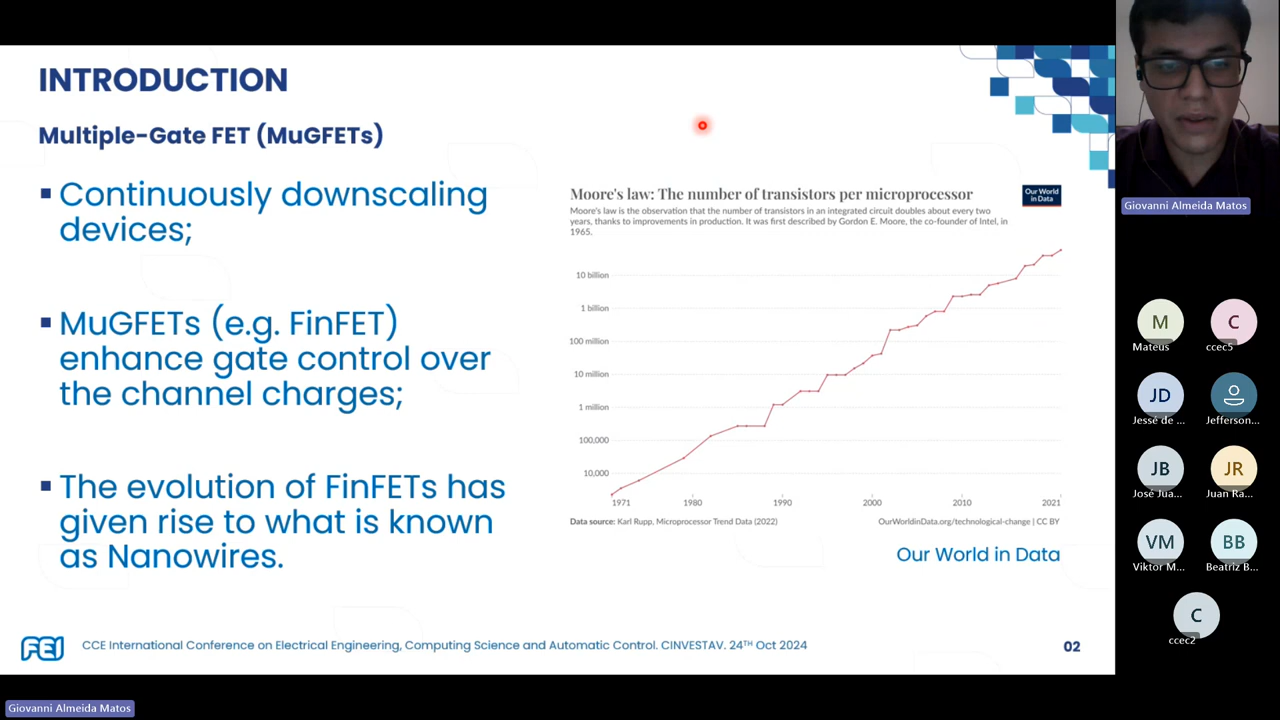 INTRODUCTION
Multiple-Gate FET (MuGFETs)
▪ Continuously downscaling
devices;
▪ MuGFETs (e.g. FinFET)
enhance gate control over
the channel charges;
▪ The evolution of FinFETs has
given rise to what is known
as Nanowires.
Moore's law: The number of transistors per microprocessor
Our World
in Data
Moore's law is the observation that the number of transistors in an integrated circuit doubles about every two
years, thanks to improvements in production. It was first described by Gordon E. Moore, the co-founder of Intel, in
1965.
10 billion
1 billion
100 million
10 million
1 million
100,000
10,000
1971 1980 1990 2000 2010 2021
Data source: Karl Rupp, Microprocessor Trend Data (2022)
OurWorldinData.org/technological-change | CC BY
Our World in Data
FEI
CCE International Conference on Electrical Engineering, Computing Science and Automatic Control. CINVESTAV. 24TH Oct 2024
02
Giovanni Almeida Matos
Giovanni Almeida Matos
M
Mateus
C
ccec5
JD
Jessé de ...
Jefferson...
JB
José Jua...
JR
Juan Ra...
VM
Viktor M...
BB
Beatriz B...
C
ccec2